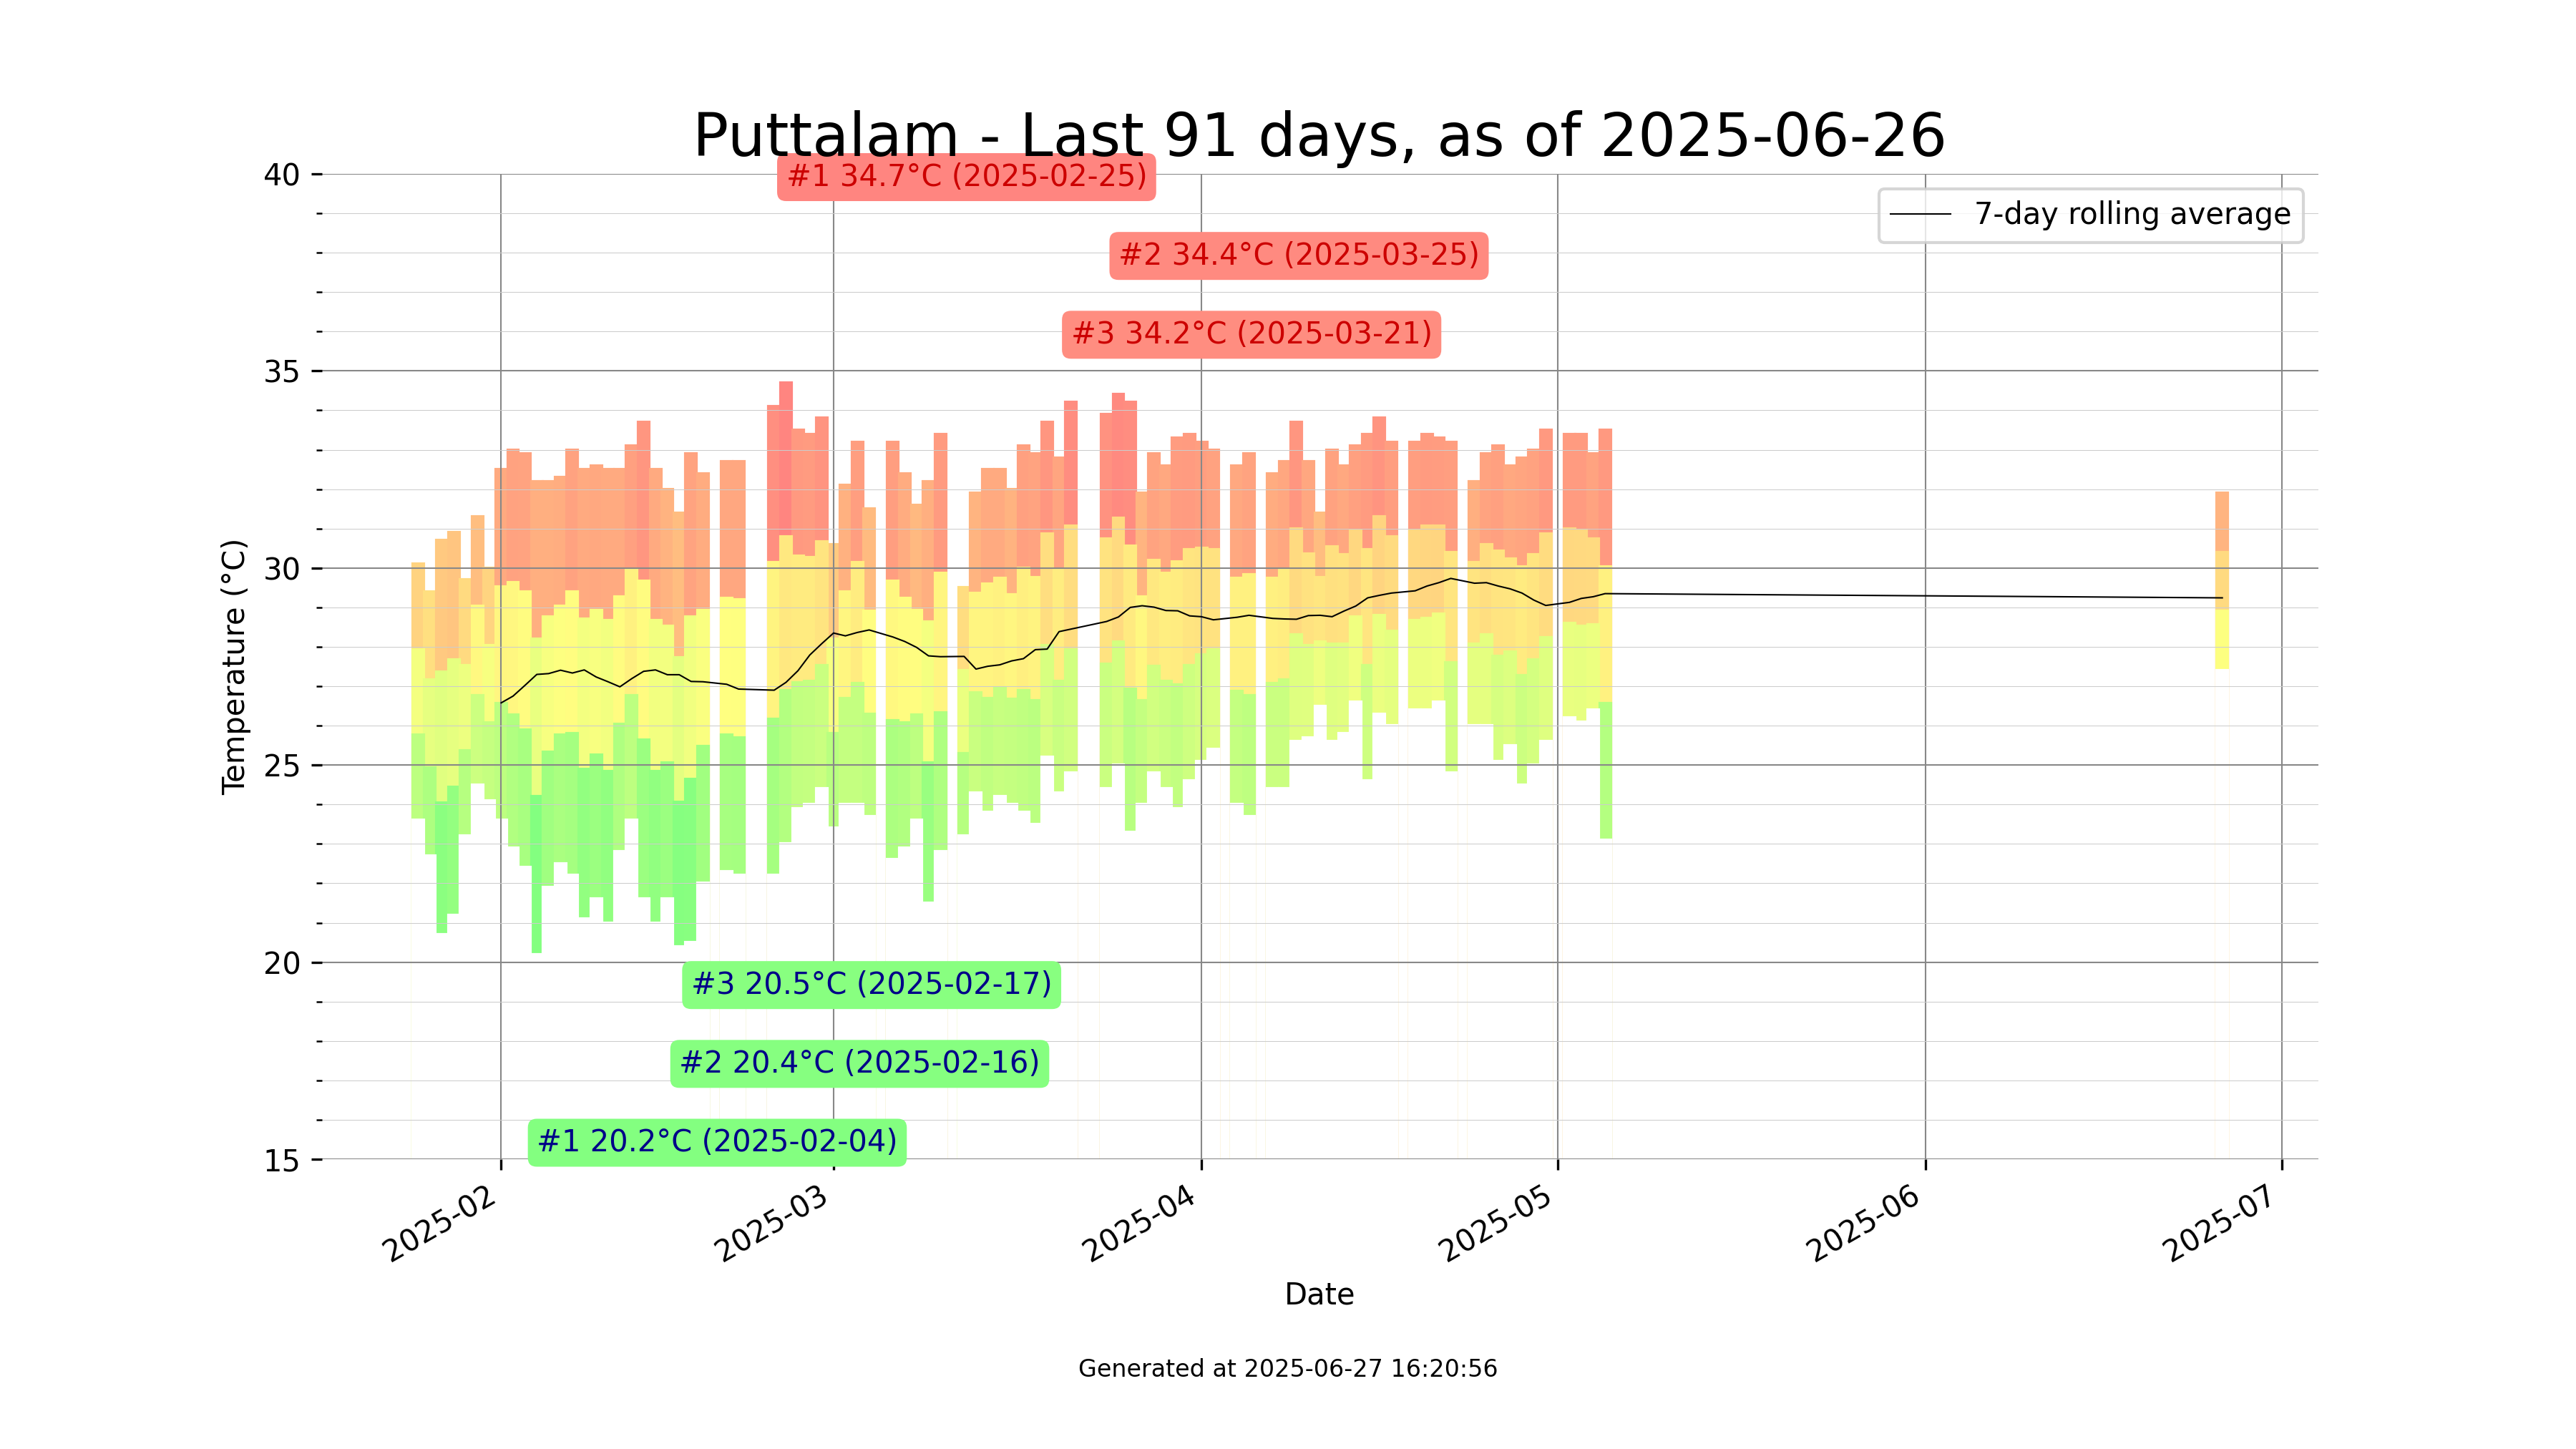 Puttalam - Last 91 days, as of 2025-06-26
#1 34.7°C (2025-02-25)
7-day rolling average
#2 34.4°C (2025-03-25)
#3 34.2°C (2025-03-21)
40
35
30
25
20
15
Temperature (°C)
#3 20.5°C (2025-02-17)
#2 20.4°C (2025-02-16)
#1 20.2°C (2025-02-04)
2025-02
2025-03
2025-04
2025-05
2025-06
2025-07
Date
Generated at 2025-06-27 16:20:56